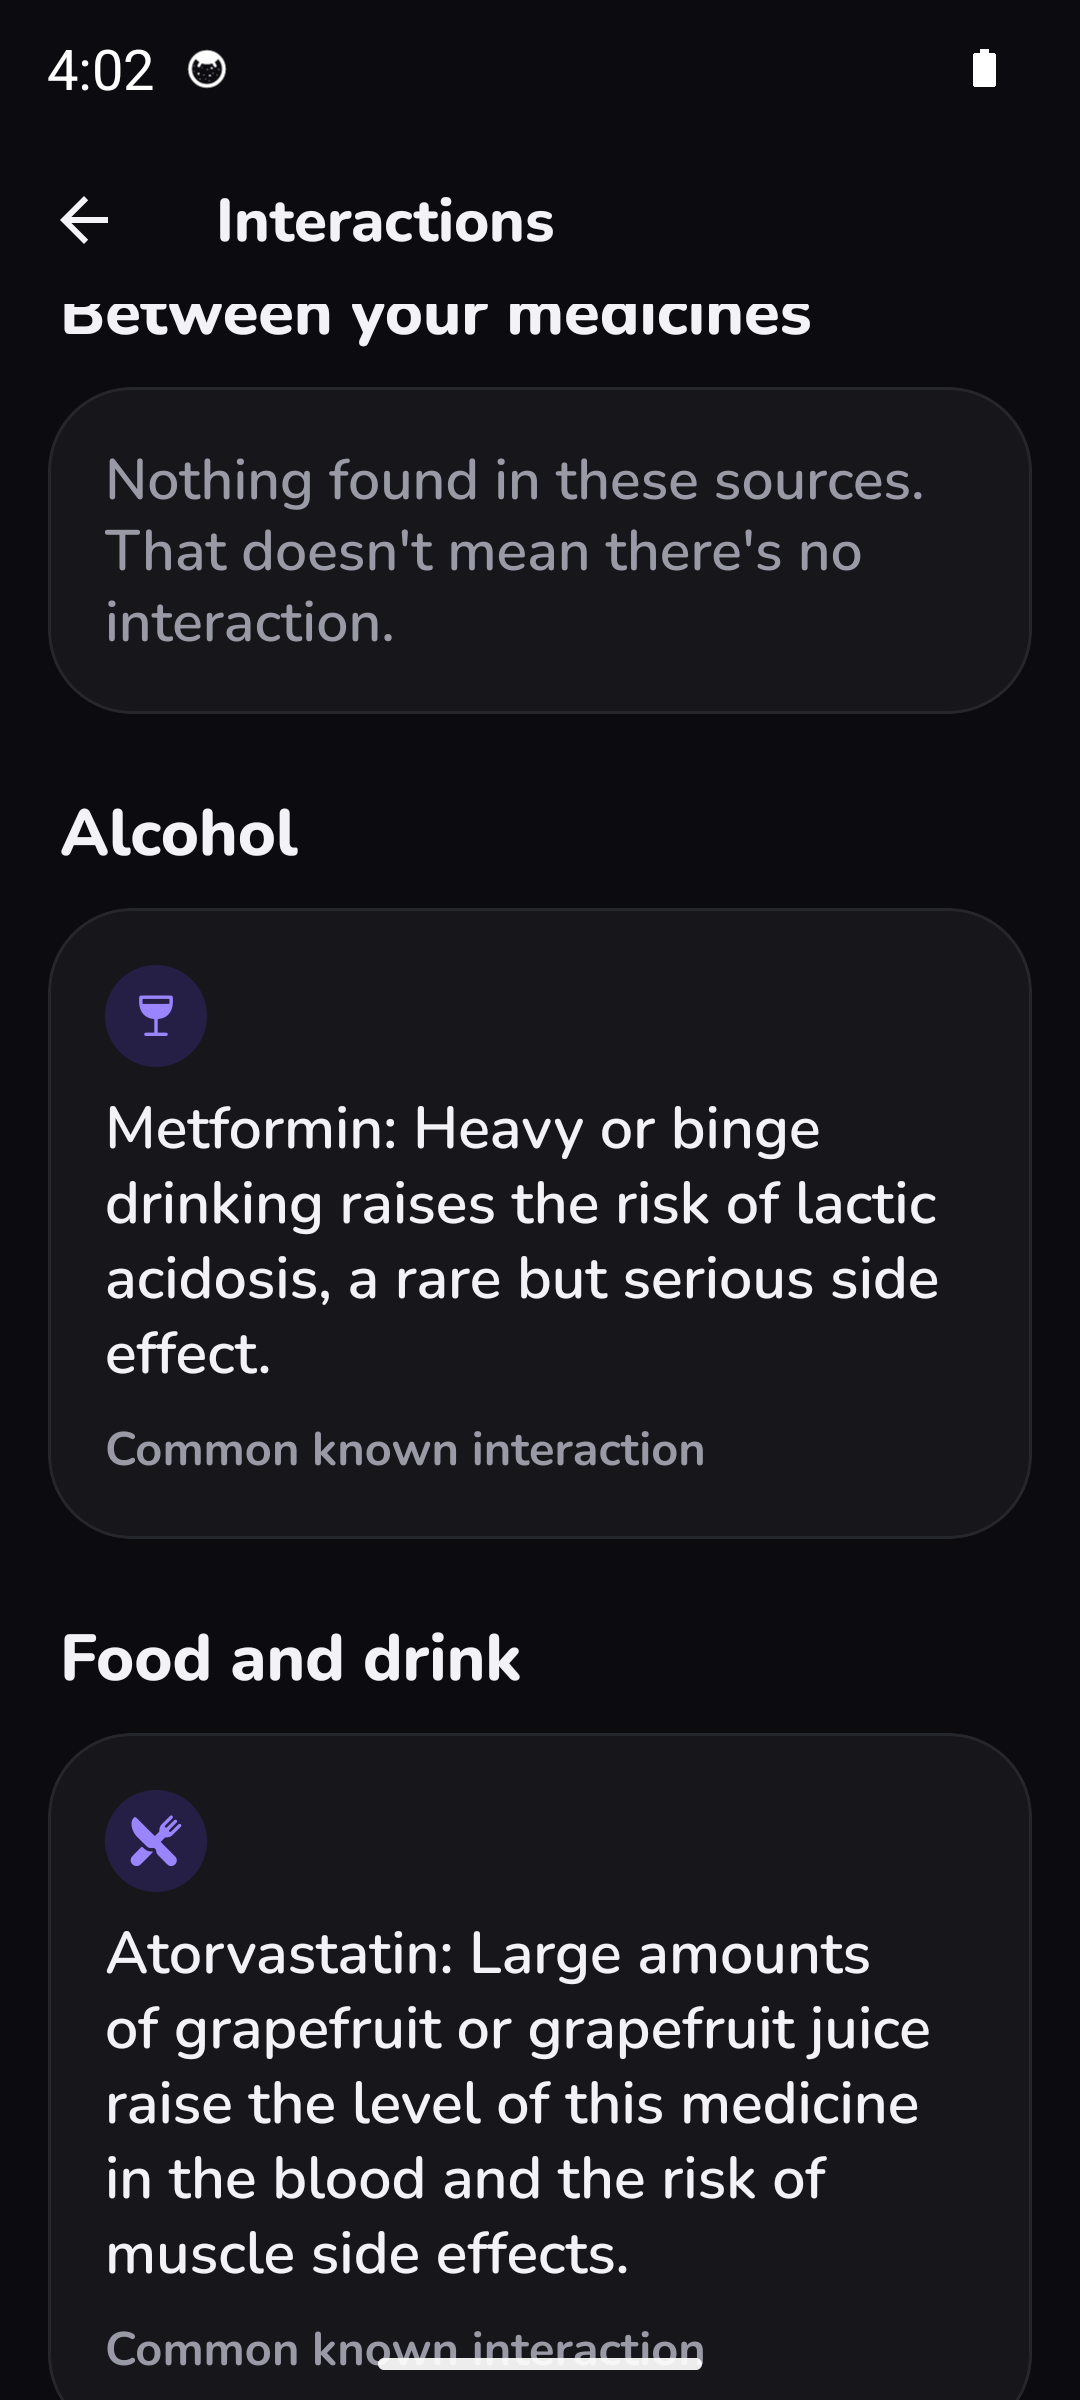 4:02
Interactions
Between your medicines
Nothing found in these sources.
That doesn't mean there's no
interaction.
Alcohol
Metformin: Heavy or binge
drinking raises the risk of lactic
acidosis, a rare but serious side
effect.
Common known interaction
Food and drink
Atorvastatin: Large amounts
of grapefruit or grapefruit juice
raise the level of this medicine
in the blood and the risk of
muscle side effects.
Common known interaction